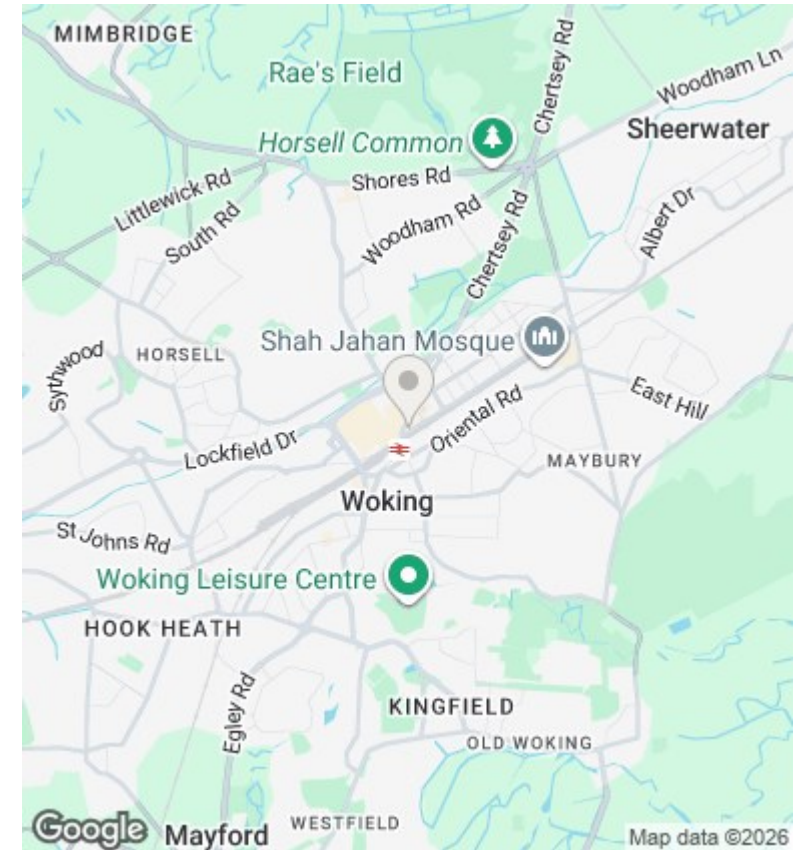 MIMBRIDGE
Rae's Field
Chertsey Rd
Woodham Ln
Horsell Common
Sheerwater
Shores Rd
Littlewick Rd
South Rd
Woodham Rd
Chertsey Rd
Albert Dr
Sythwood
HORSELL
Shah Jahan Mosque
East Hill
Oriental Rd
Lockfield Dr
MAYBURY
Woking
St Johns Rd
Woking Leisure Centre
HOOK HEATH
Egley Rd
KINGFIELD
OLD WOKING
Google
Mayford
WESTFIELD
Map data ©2026